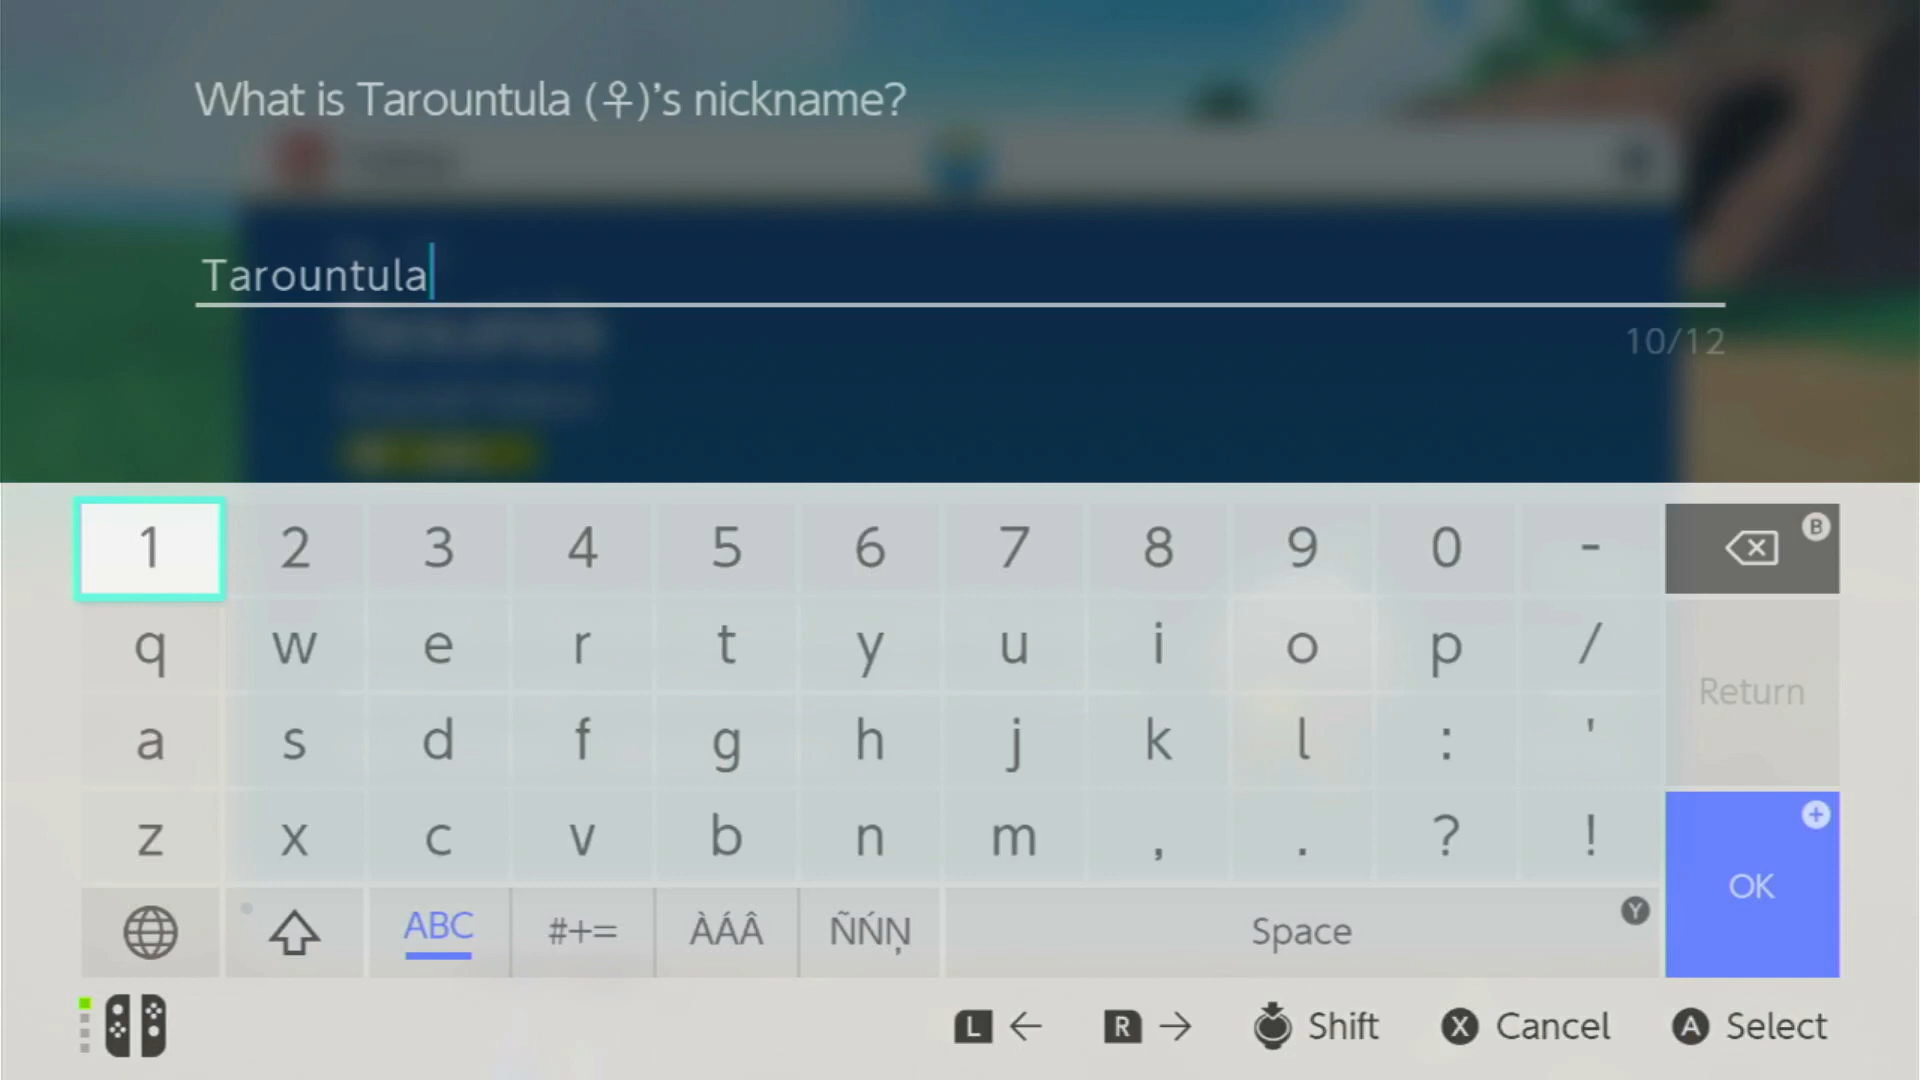 What is Tarountula (♀)'s nickname?
Tarountula
10/12
1 2 3 4 5 6 7 8 9 0 - B
q w e r t y u i o p /
Return
a s d f g h j k l : '
z x c v b n m , . ? !
+
OK
ABC #+= ÀÁÂ ÑŃŅ Space Y
L ← R → Shift X Cancel A Select